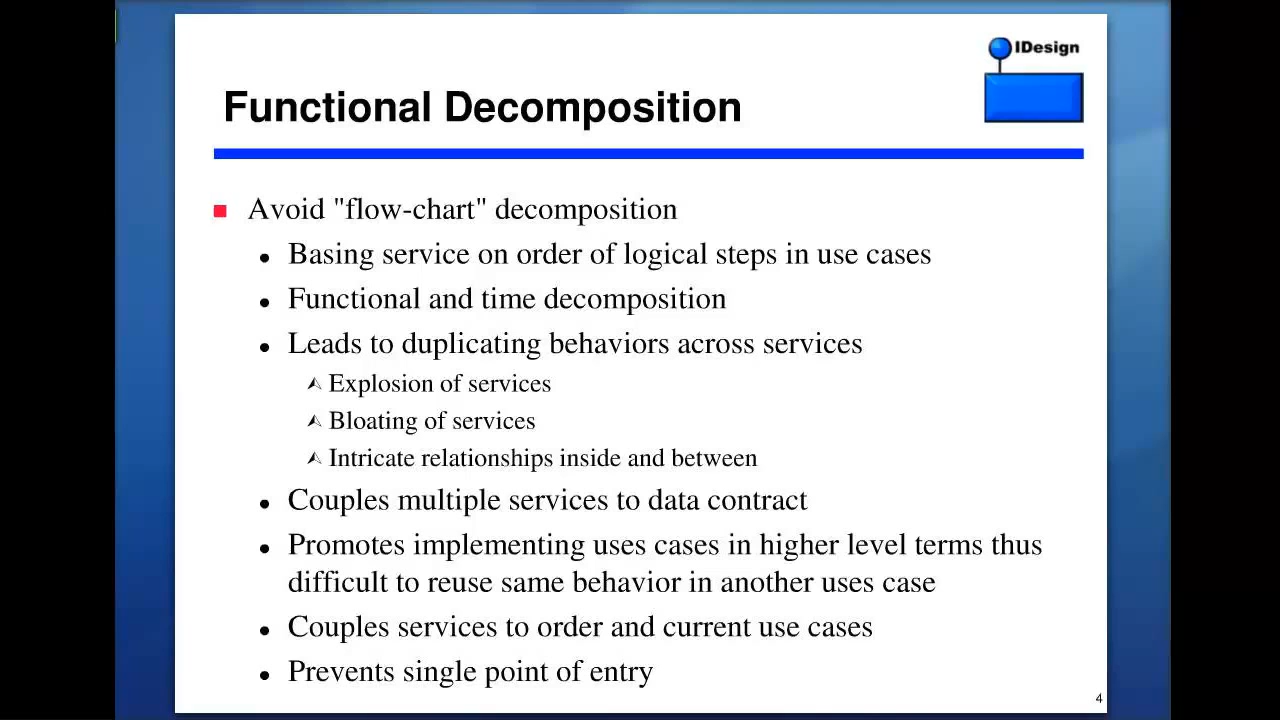 IDesign
Functional Decomposition
Avoid "flow-chart" decomposition
Basing service on order of logical steps in use cases
Functional and time decomposition
Leads to duplicating behaviors across services
Explosion of services
Bloating of services
Intricate relationships inside and between
Couples multiple services to data contract
Promotes implementing uses cases in higher level terms thus
difficult to reuse same behavior in another uses case
Couples services to order and current use cases
Prevents single point of entry
4